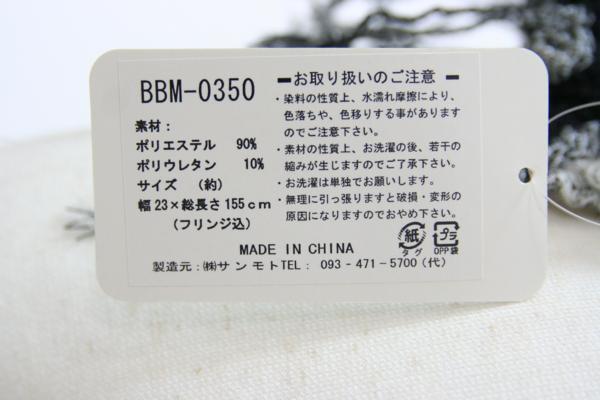 BBM-0350
素材：
ポリエステル 90%
ポリウレタン 10%
サイズ （約）
幅23×総長さ155cm
（フリンジ込）
ーお取り扱いのご注意ー
・染料の性質上、水濡れ摩擦により、
色落ちや、色移りする事があります
のでご注意下さい。
・素材の性質上、お洗濯の後、若干の
縮みが生じますのでご了承下さい。
・お洗濯は単独でお願いします。
・無理に引っ張りますと破損・変形の
原因になりますのでおやめ下さい。
紙
タグ
プラ
OPP袋
MADE IN CHINA
製造元：㈱サンモトTEL： 093-471-5700（代）